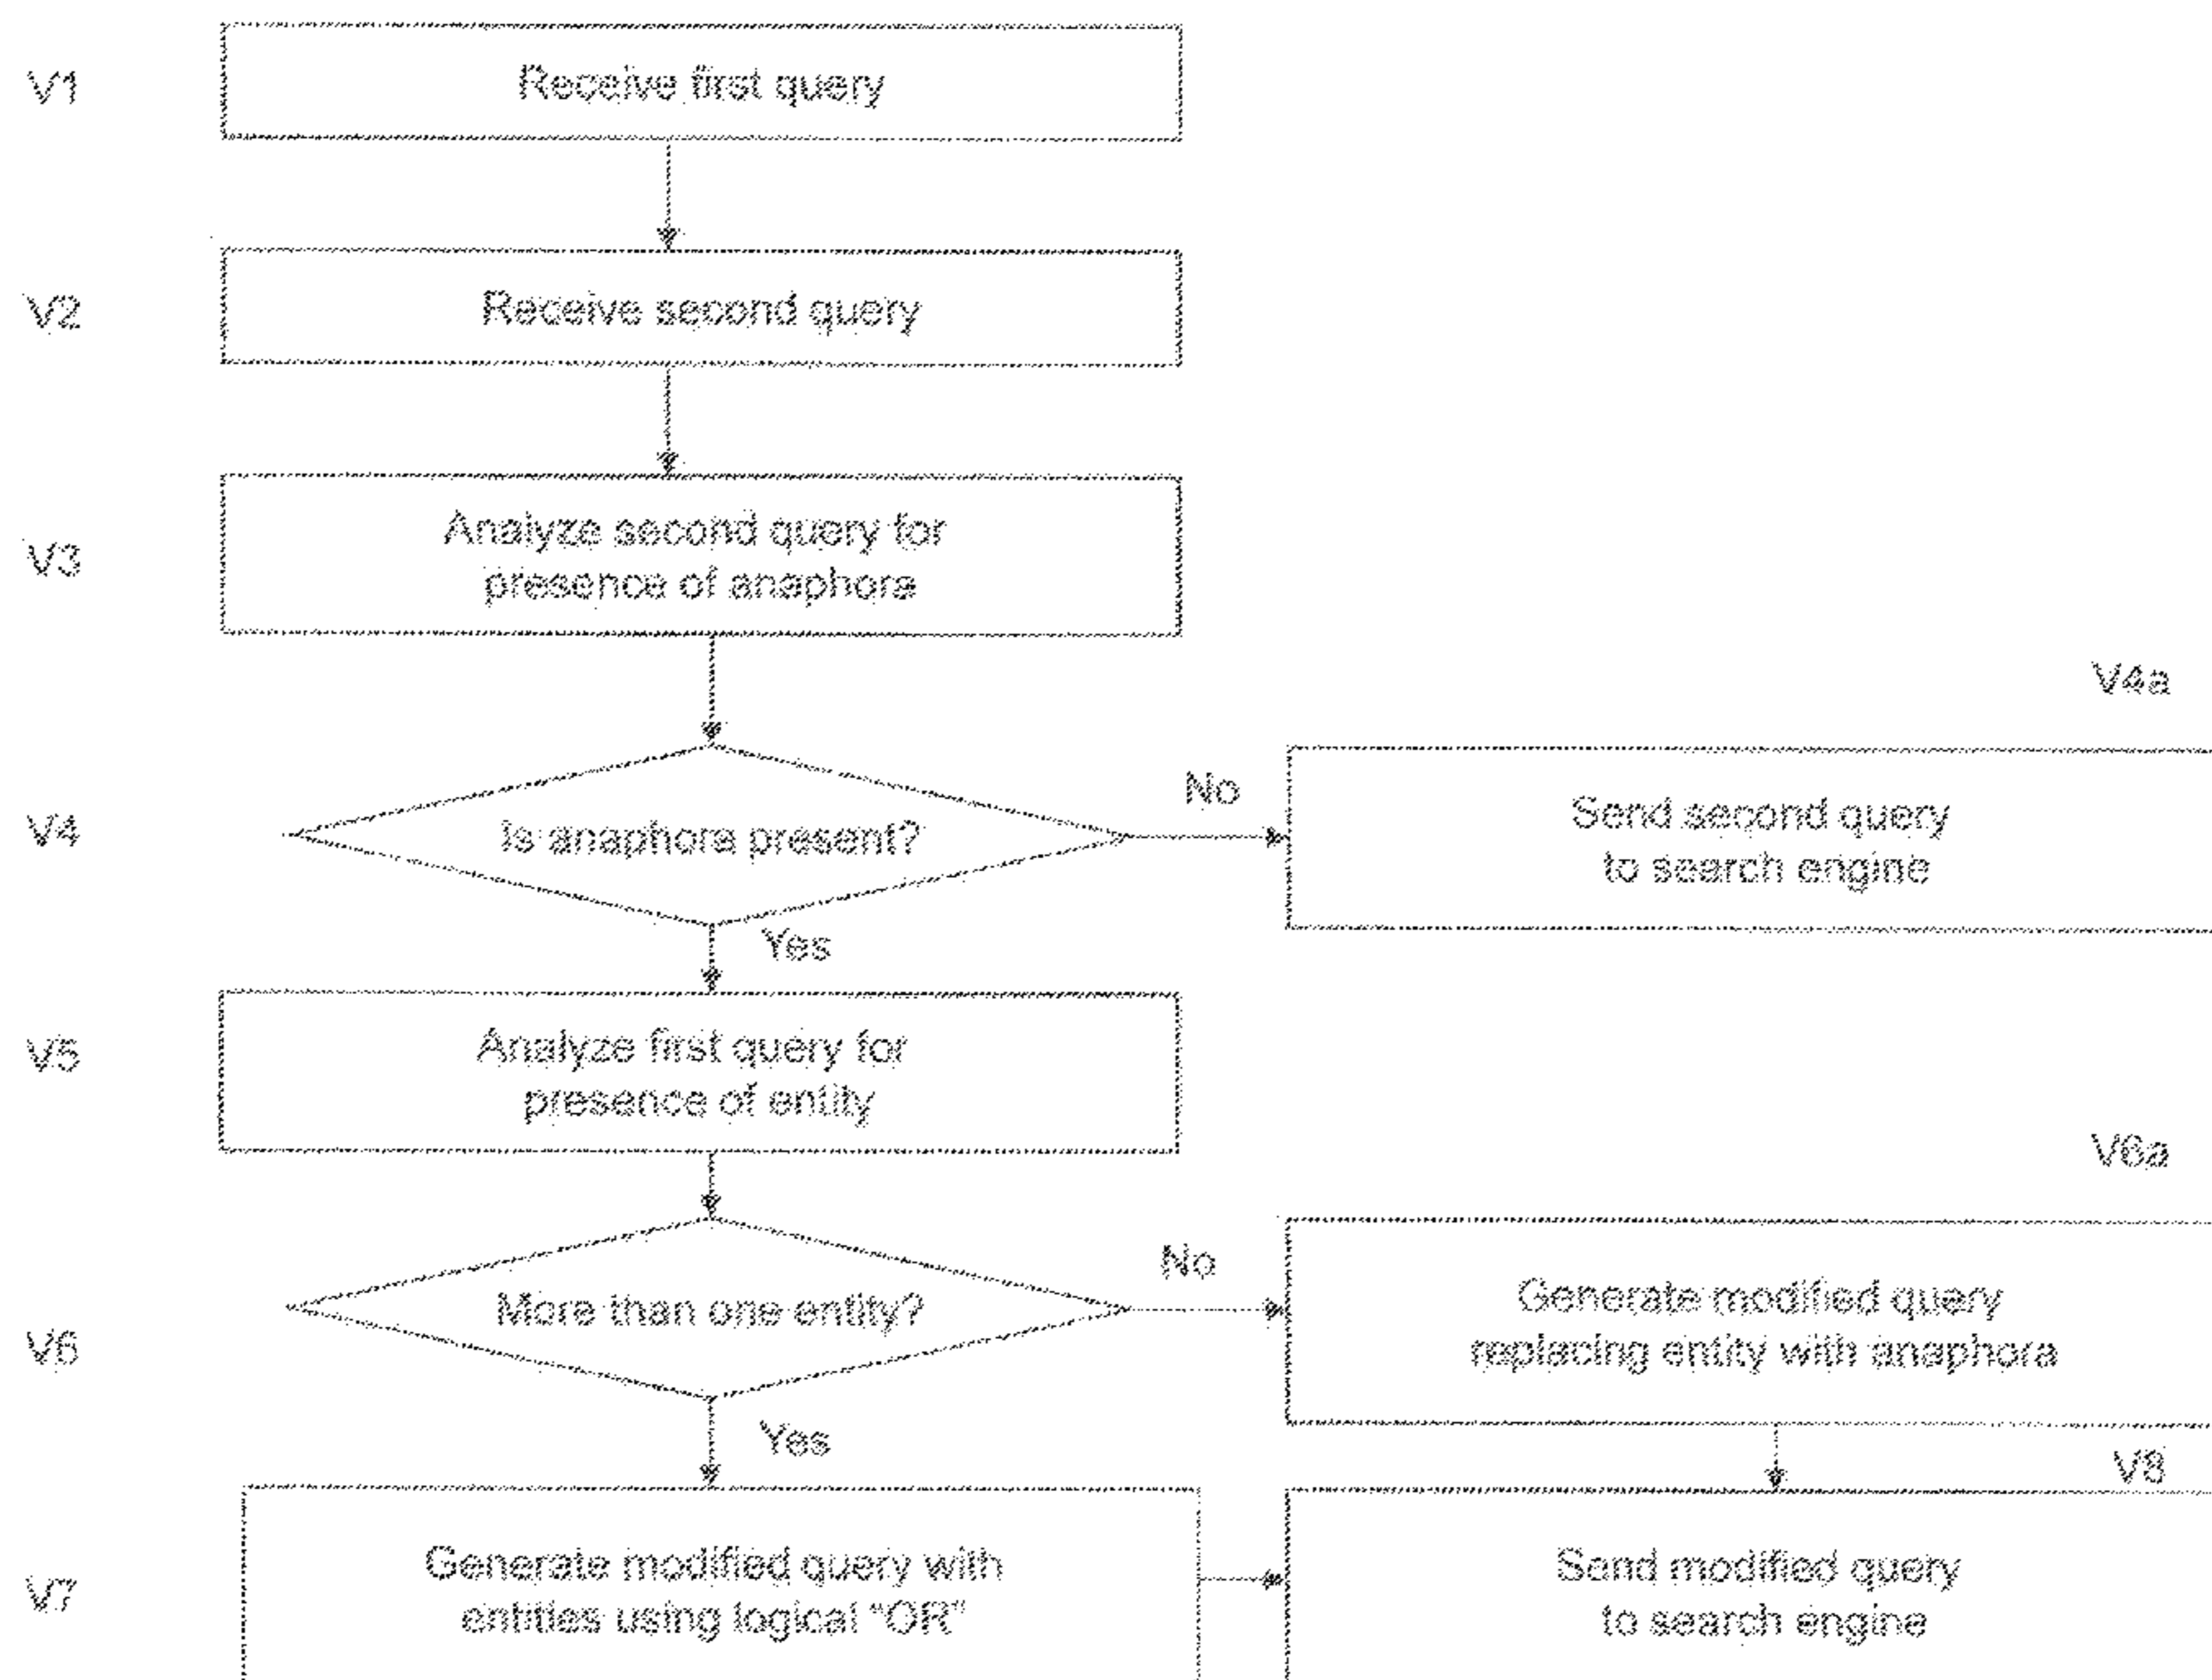 V1
Receive first query
V2
Receive second query
V3
Analyze second query for
presence of anaphora
V4a
V4
Is anaphora present?
No
Send second query
to search engine
Yes
V5
Analyze first query for
presence of entity
V6a
V6
More than one entity?
No
Generate modified query
replacing entity with anaphora
Yes
V8
V7
Generate modified query with
entities using logical “OR”
Send modified query
to search engine